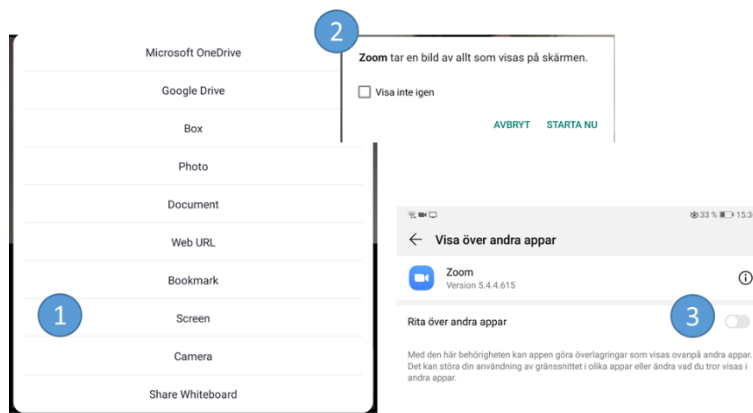 Microsoft OneDrive
Google Drive
Box
Photo
Document
Web URL
Bookmark
1
Screen
Camera
Share Whiteboard
2
Zoom tar en bild av allt som visas på skärmen.
Visa inte igen
AVBRYT STARTA NU
33 % 15:3
Visa över andra appar
Zoom
Version 5.4.4.615
Rita över andra appar
3
Med den här behörigheten kan appen göra överlagringar som visas ovanpå andra appar.
Det kan störa din användning av gränssnittet i olika appar eller ändra vad du tror visas i
andra appar.